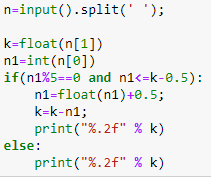 n=input().split(' ');

k=float(n[1])
n1=int(n[0])
if(n1%5==0 and n1<=k-0.5):
    n1=float(n1)+0.5;
    k=k-n1;
    print("%.2f" % k)
else:
    print("%.2f" % k)